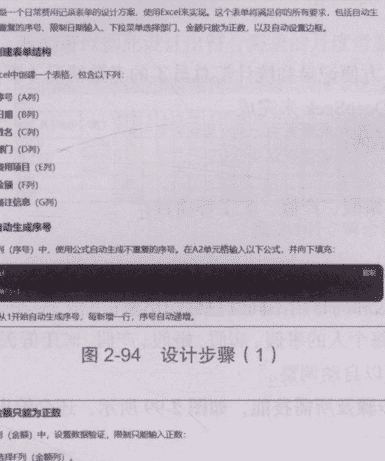 是一个日常费用记录表单的设计方案，使用Excel来实现。这个表单将满足你的所有要求，包括自动生
重复的序号、限制日期输入、下拉菜单选择部门、金额只能为正数，以及自动设置边框。
创建表单结构
xcel中创建一个表格，包含以下列：
序号（A列）
日期（B列）
姓名（C列）
部门（D列）
费用项目（E列）
金额（F列）
备注信息（G列）
自动生成序号
列（序号）中，使用公式自动生成不重复的序号。在A2单元格输入以下公式，并向下填充：
从1开始自动生成序号，每新增一行，序号自动递增。
图 2-94 设计步骤（1）
金额只能为正数
列（金额）中，设置数据验证，限制只能输入正数：
选择F列（金额列）。